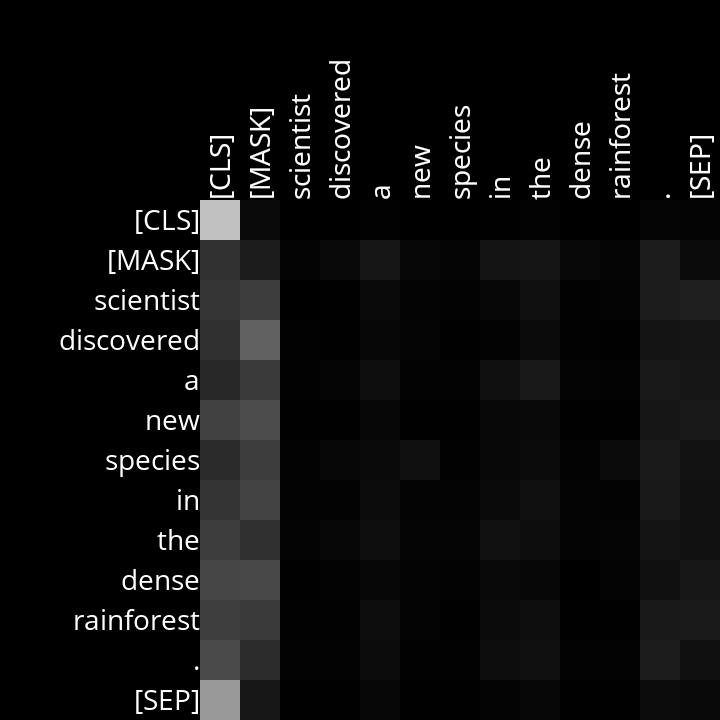 [CLS] [MASK] scientist discovered a new species in the dense rainforest . [SEP]
[CLS]
[MASK]
scientist
discovered
a
new
species
in
the
dense
rainforest
.
[SEP]